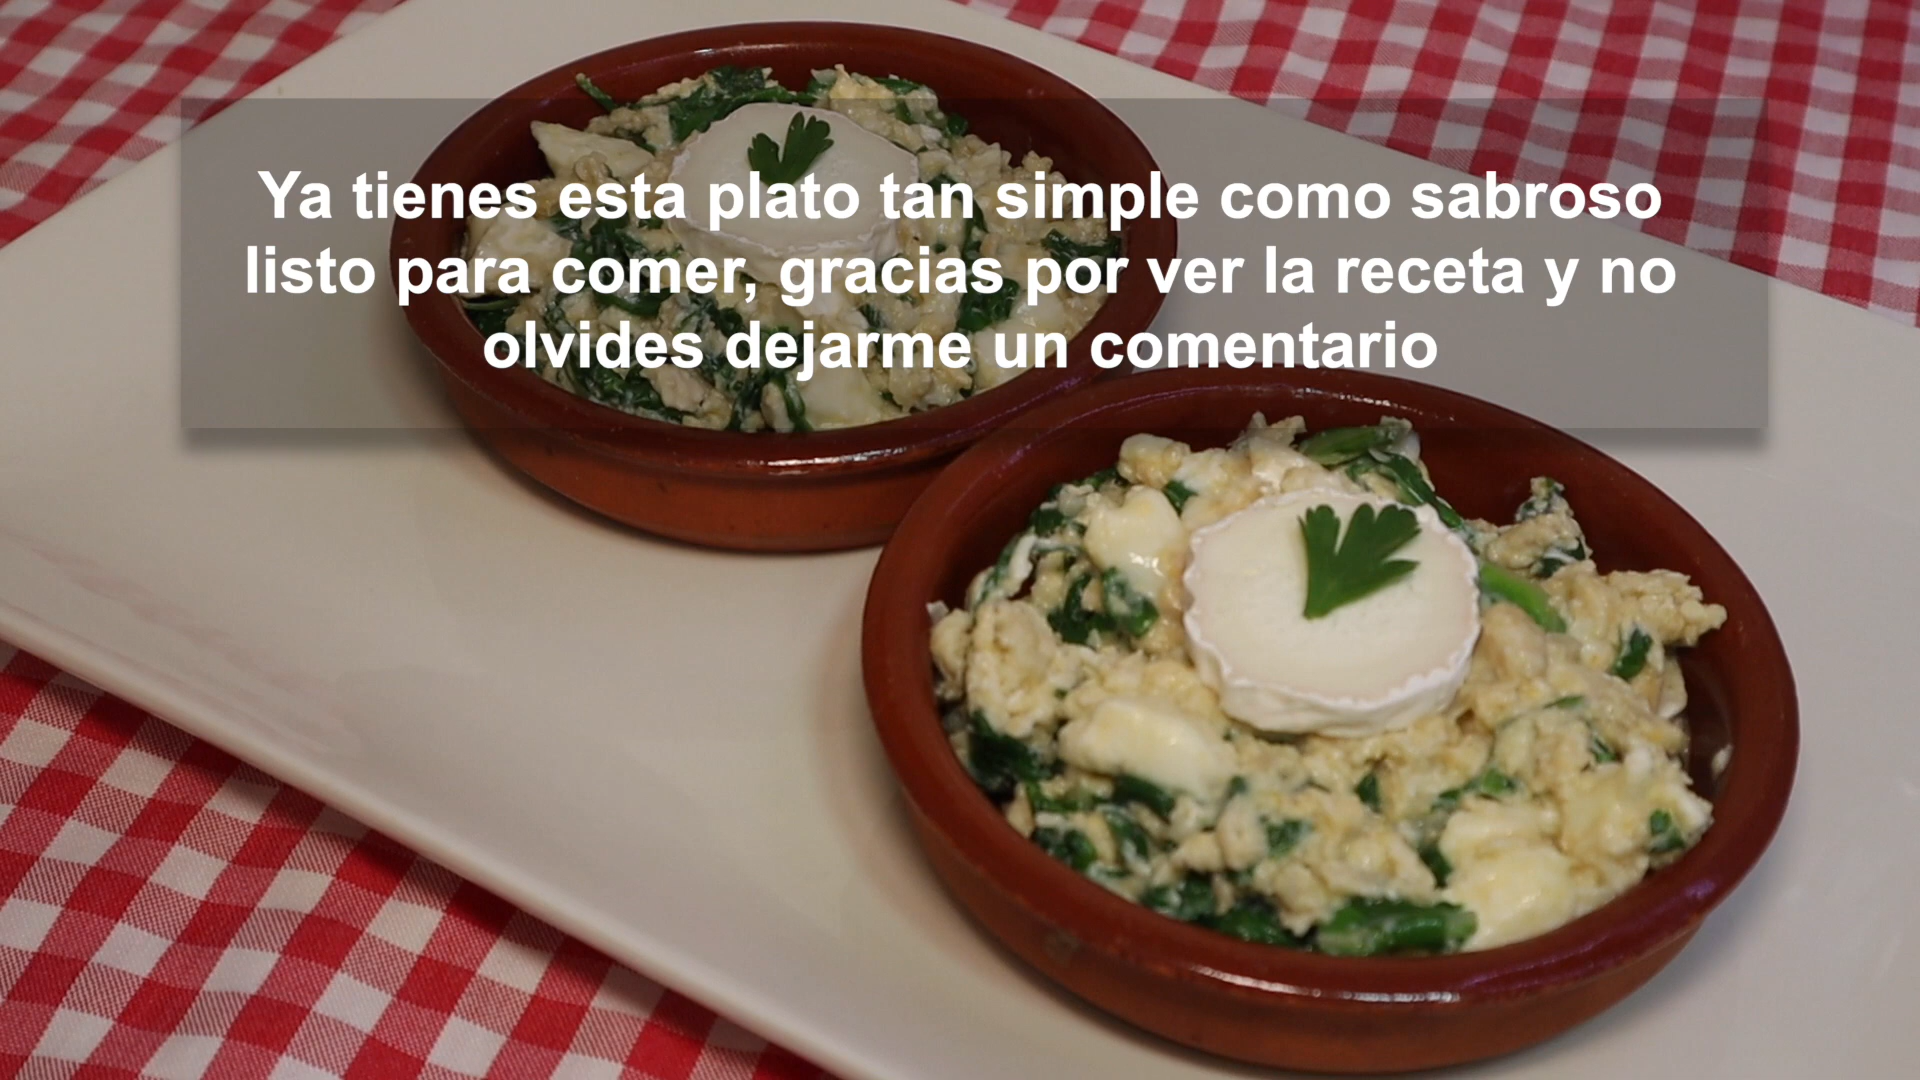 Ya tienes esta plato tan simple como sabroso
listo para comer, gracias por ver la receta y no
olvides dejarme un comentario